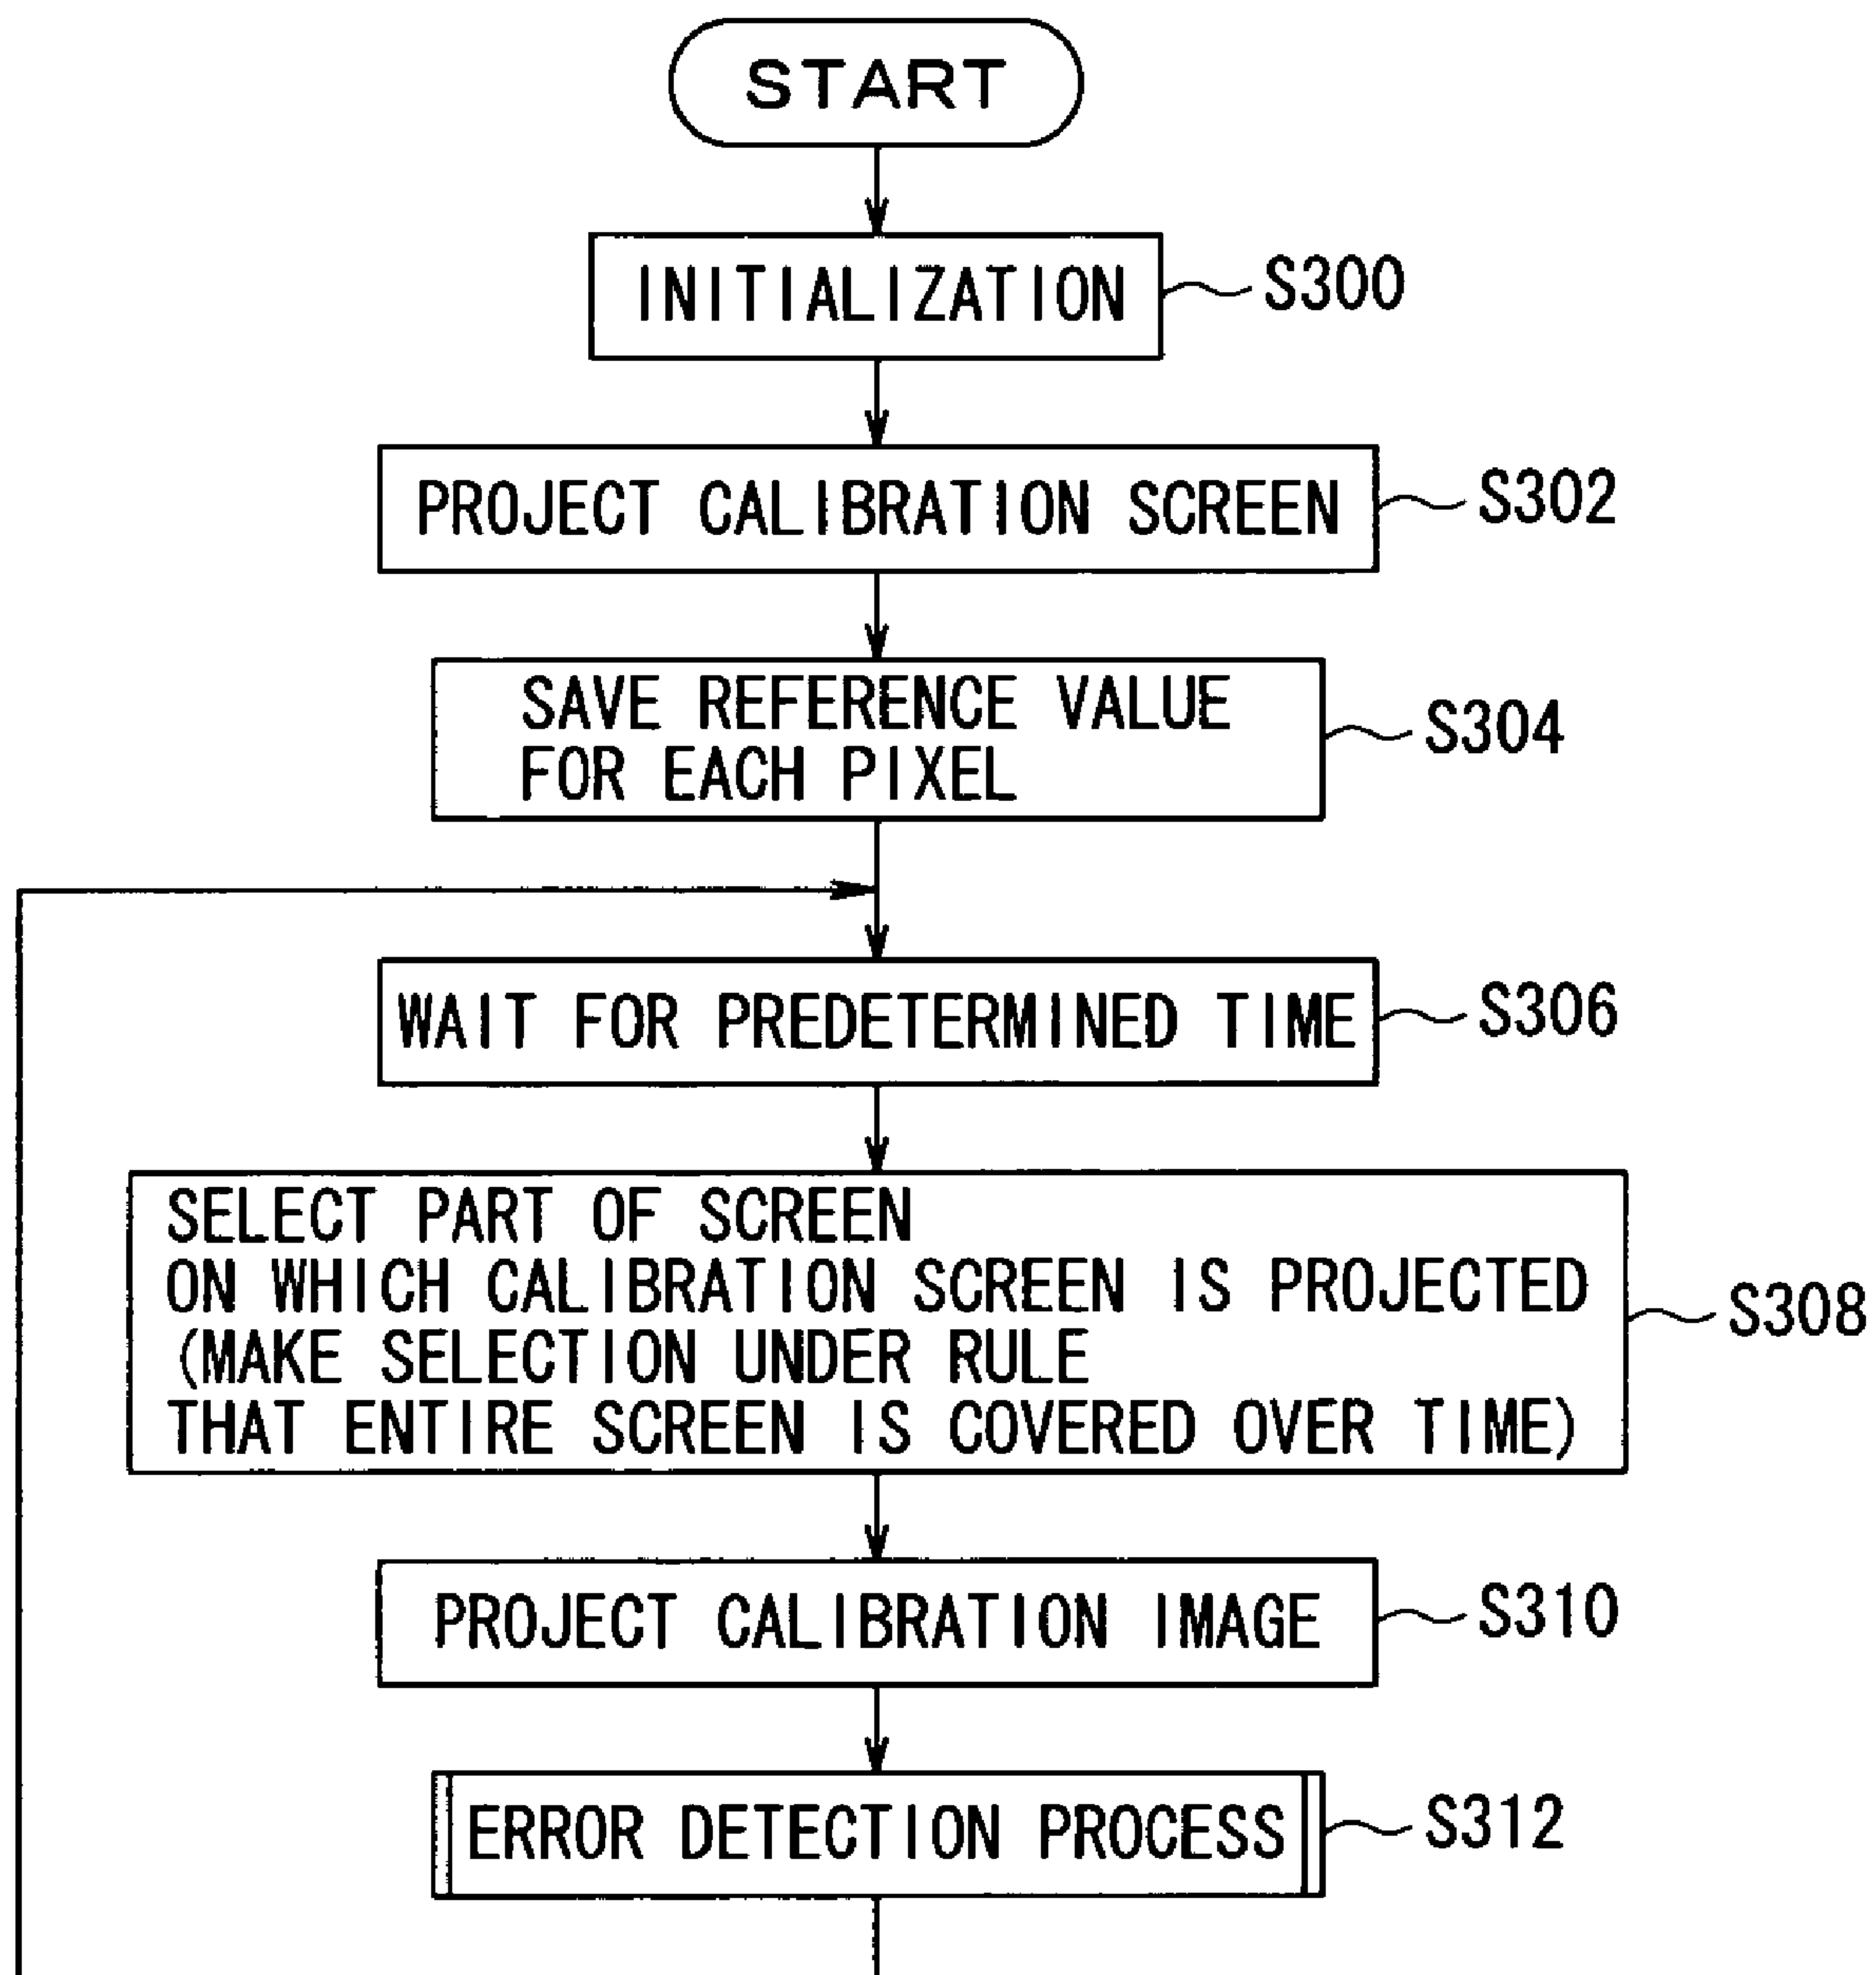 START
INITIALIZATION
S300
PROJECT CALIBRATION SCREEN
S302
SAVE REFERENCE VALUE
FOR EACH PIXEL
S304
WAIT FOR PREDETERMINED TIME
S306
SELECT PART OF SCREEN
ON WHICH CALIBRATION SCREEN IS PROJECTED
(MAKE SELECTION UNDER RULE
THAT ENTIRE SCREEN IS COVERED OVER TIME)
S308
PROJECT CALIBRATION IMAGE
S310
ERROR DETECTION PROCESS
S312